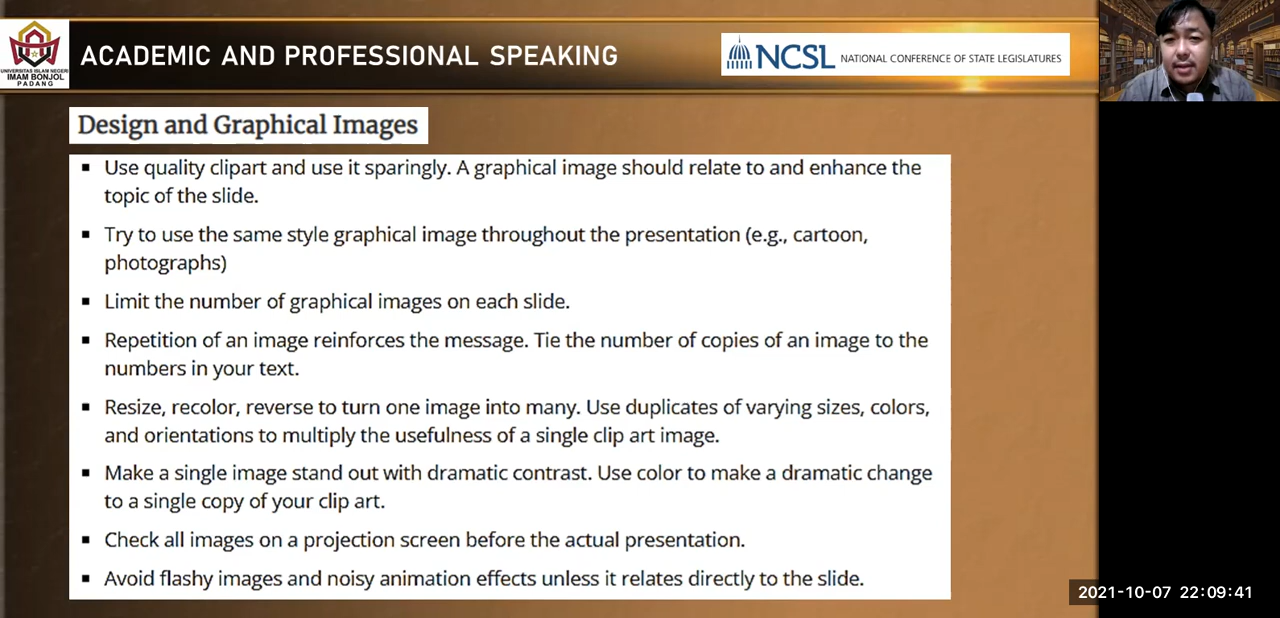 UNIVERSITAS ISLAM NEGERI
IMAM BONJOL
PADANG
ACADEMIC AND PROFESSIONAL SPEAKING
NCSL NATIONAL CONFERENCE OF STATE LEGISLATURES
Design and Graphical Images
▪ Use quality clipart and use it sparingly. A graphical image should relate to and enhance the
topic of the slide.
▪ Try to use the same style graphical image throughout the presentation (e.g., cartoon,
photographs)
▪ Limit the number of graphical images on each slide.
▪ Repetition of an image reinforces the message. Tie the number of copies of an image to the
numbers in your text.
▪ Resize, recolor, reverse to turn one image into many. Use duplicates of varying sizes, colors,
and orientations to multiply the usefulness of a single clip art image.
▪ Make a single image stand out with dramatic contrast. Use color to make a dramatic change
to a single copy of your clip art.
▪ Check all images on a projection screen before the actual presentation.
▪ Avoid flashy images and noisy animation effects unless it relates directly to the slide.
2021-10-07 22:09:41